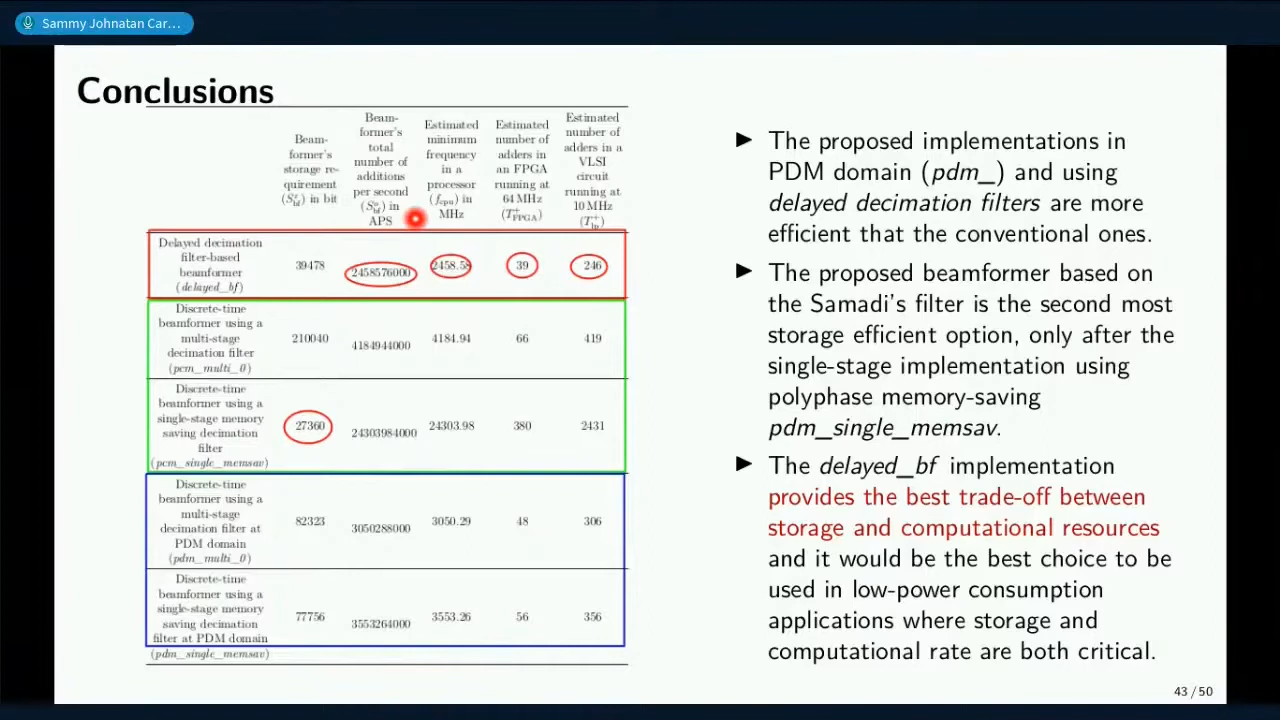 Sammy Johnatan Car…
Conclusions
Beam-
former's
storage re-
quirement
(S_bf^r) in bit
Beam-
former's
total
number of
additions
per second
(S_bf^+) in
APS
Estimated
minimum
frequency
in a
processor
(f_cpu) in
MHz
Estimated
number of
adders in
an FPGA
running at
64 MHz
(T_FPGA^+)
Estimated
number of
adders in a
VLSI
circuit
running at
10 MHz
(T_lp^+)
Delayed decimation
filter-based
beamformer
(delayed_bf)
39478
2458576000
2458.58
39
246
Discrete-time
beamformer using a
multi-stage
decimation filter
(pcm_multi_0)
210040
4184944000
4184.94
66
419
Discrete-time
beamformer using a
single-stage memory
saving decimation
filter
(pcm_single_memsav)
27360
24303984000
24303.98
380
2431
Discrete-time
beamformer using a
multi-stage
decimation filter at
PDM domain
(pdm_multi_0)
82323
3050288000
3050.29
48
306
Discrete-time
beamformer using a
single-stage memory
saving decimation
filter at PDM domain
(pdm_single_memsav)
77756
3553264000
3553.26
56
356
▶ The proposed implementations in
PDM domain (pdm_) and using
delayed decimation filters are more
efficient that the conventional ones.
▶ The proposed beamformer based on
the Samadi's filter is the second most
storage efficient option, only after the
single-stage implementation using
polyphase memory-saving
pdm_single_memsav.
▶ The delayed_bf implementation
provides the best trade-off between
storage and computational resources
and it would be the best choice to be
used in low-power consumption
applications where storage and
computational rate are both critical.
43 / 50